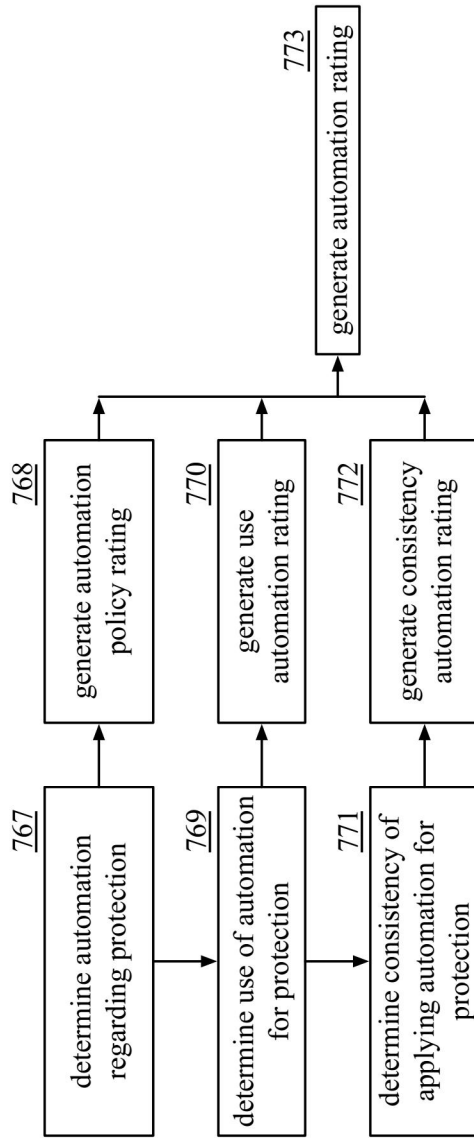 767
determine automation
regarding protection
768
generate automation
policy rating
769
determine use of automation
for protection
770
generate use
automation rating
771
determine consistency of
applying automation for
protection
772
generate consistency
automation rating
773
generate automation rating